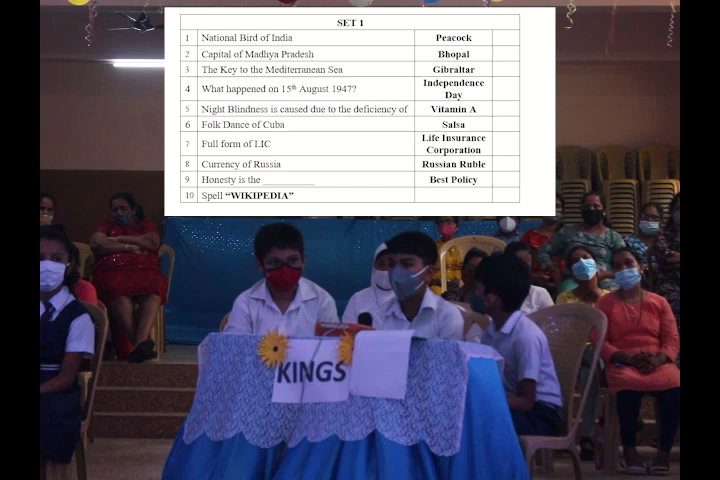 SET 1
1 National Bird of India Peacock
2 Capital of Madhya Pradesh Bhopal
3 The Key to the Mediterranean Sea Gibraltar
4 What happened on 15th August 1947? Independence Day
5 Night Blindness is caused due to the deficiency of Vitamin A
6 Folk Dance of Cuba Salsa
7 Full form of LIC Life Insurance Corporation
8 Currency of Russia Russian Ruble
9 Honesty is the __________ Best Policy
10 Spell “WIKIPEDIA”
KINGS